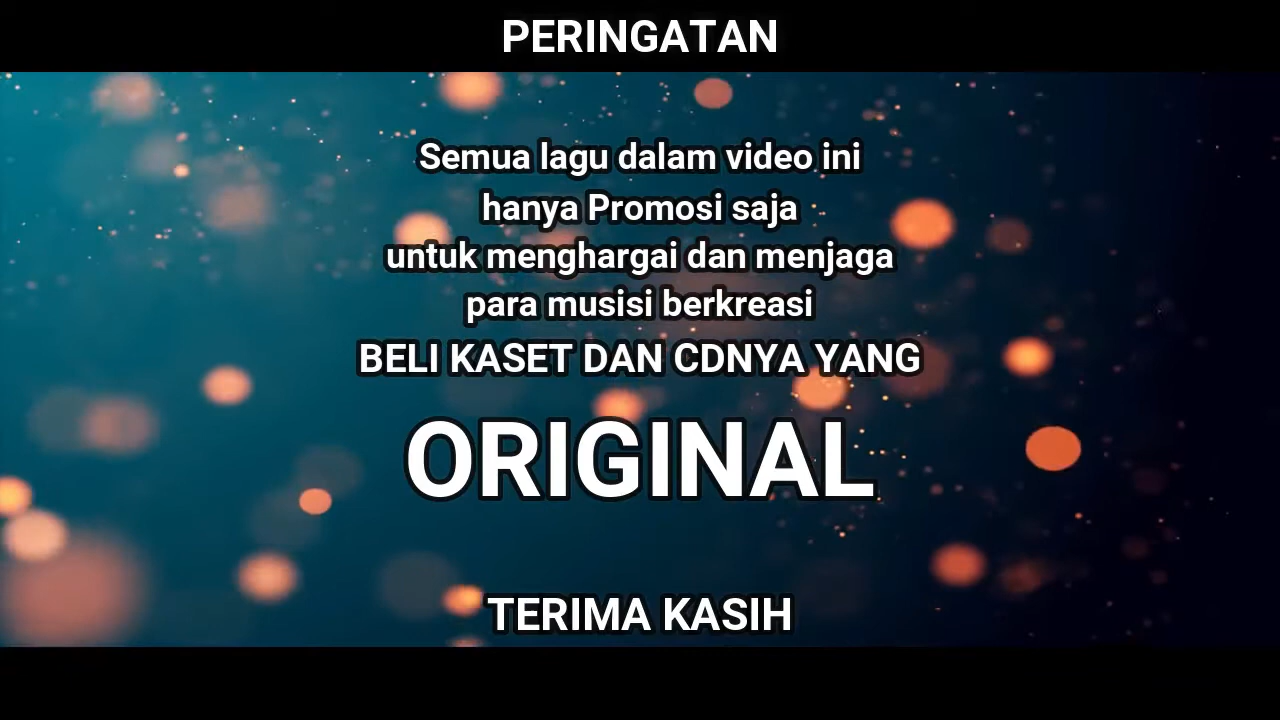 PERINGATAN
Semua lagu dalam video ini
hanya Promosi saja
untuk menghargai dan menjaga
para musisi berkreasi
BELI KASET DAN CDNYA YANG
ORIGINAL
TERIMA KASIH